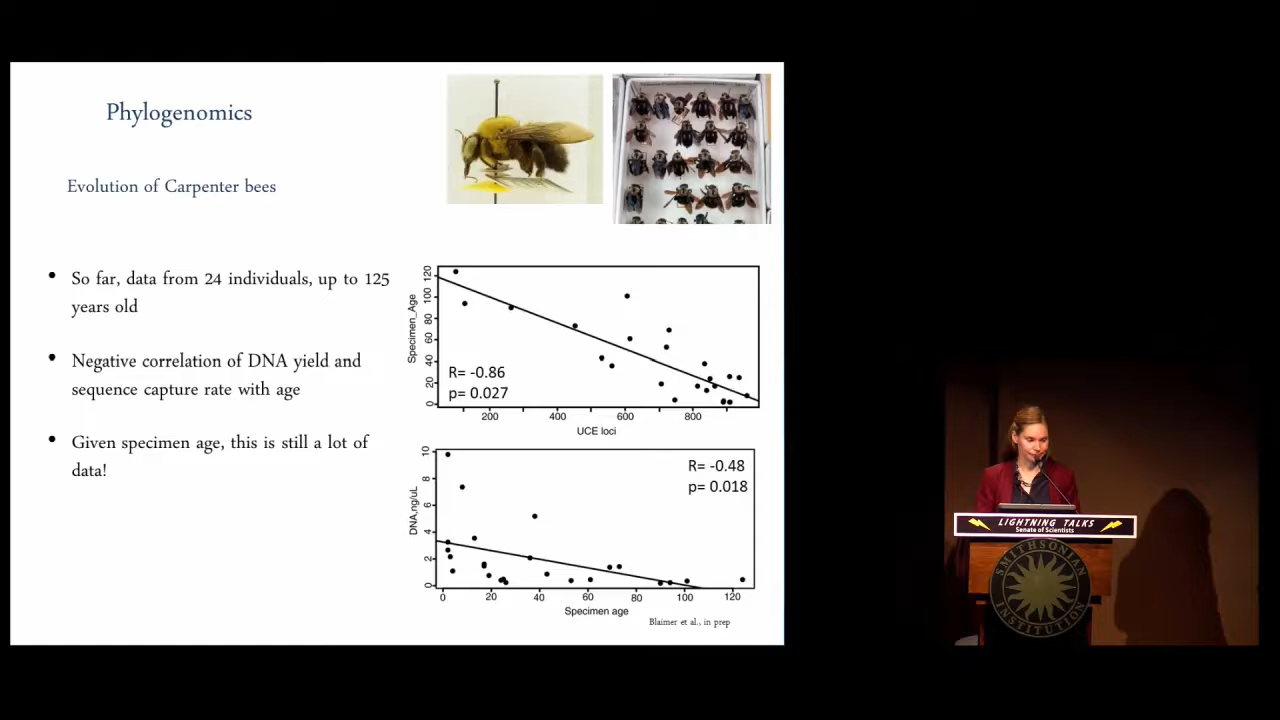 Phylogenomics
Evolution of Carpenter bees
• So far, data from 24 individuals, up to 125
years old
• Negative correlation of DNA yield and
sequence capture rate with age
• Given specimen age, this is still a lot of
data!
Specimen_Age
0 20 40 60 80 100 120
R= -0.86
p= 0.027
200 400 600 800
UCE loci
DNA,ng/uL
0 2 4 6 8 10
R= -0.48
p= 0.018
0 20 40 60 80 100 120
Specimen age
Blaimer et al., in prep
LIGHTNING TALKS
Senate of Scientists
SMITHSONIAN
INSTITUTION